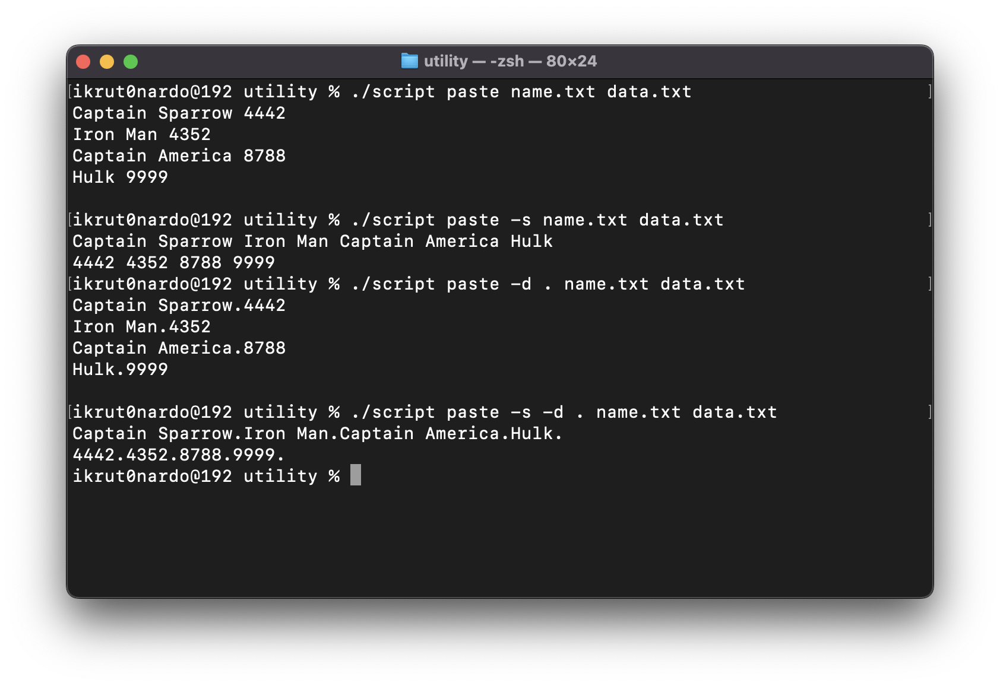 utility — -zsh — 80×24
ikrut0nardo@192 utility % ./script paste name.txt data.txt
Captain Sparrow 4442
Iron Man 4352
Captain America 8788
Hulk 9999
ikrut0nardo@192 utility % ./script paste -s name.txt data.txt
Captain Sparrow Iron Man Captain America Hulk
4442 4352 8788 9999
ikrut0nardo@192 utility % ./script paste -d . name.txt data.txt
Captain Sparrow.4442
Iron Man.4352
Captain America.8788
Hulk.9999
ikrut0nardo@192 utility % ./script paste -s -d . name.txt data.txt
Captain Sparrow.Iron Man.Captain America.Hulk.
4442.4352.8788.9999.
ikrut0nardo@192 utility %